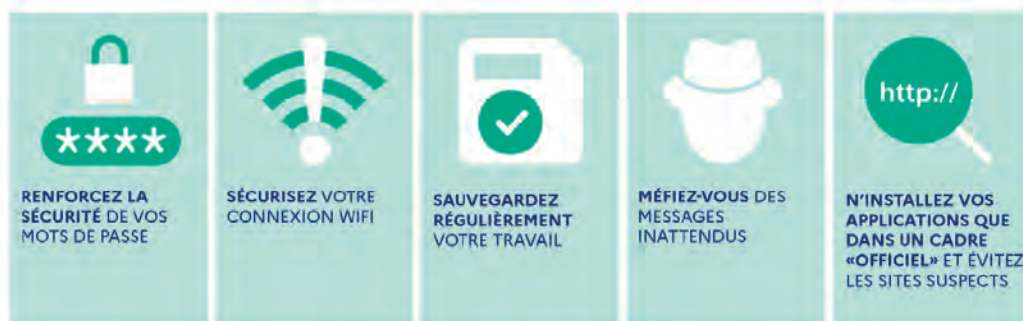 ****
RENFORCEZ LA
SÉCURITÉ DE VOS
MOTS DE PASSE
SÉCURISEZ VOTRE
CONNEXION WIFI
SAUVEGARDEZ
RÉGULIÈREMENT
VOTRE TRAVAIL
MÉFIEZ-VOUS DES
MESSAGES
INATTENDUS
http://
N'INSTALLEZ VOS
APPLICATIONS QUE
DANS UN CADRE
«OFFICIEL» ET ÉVITEZ
LES SITES SUSPECTS